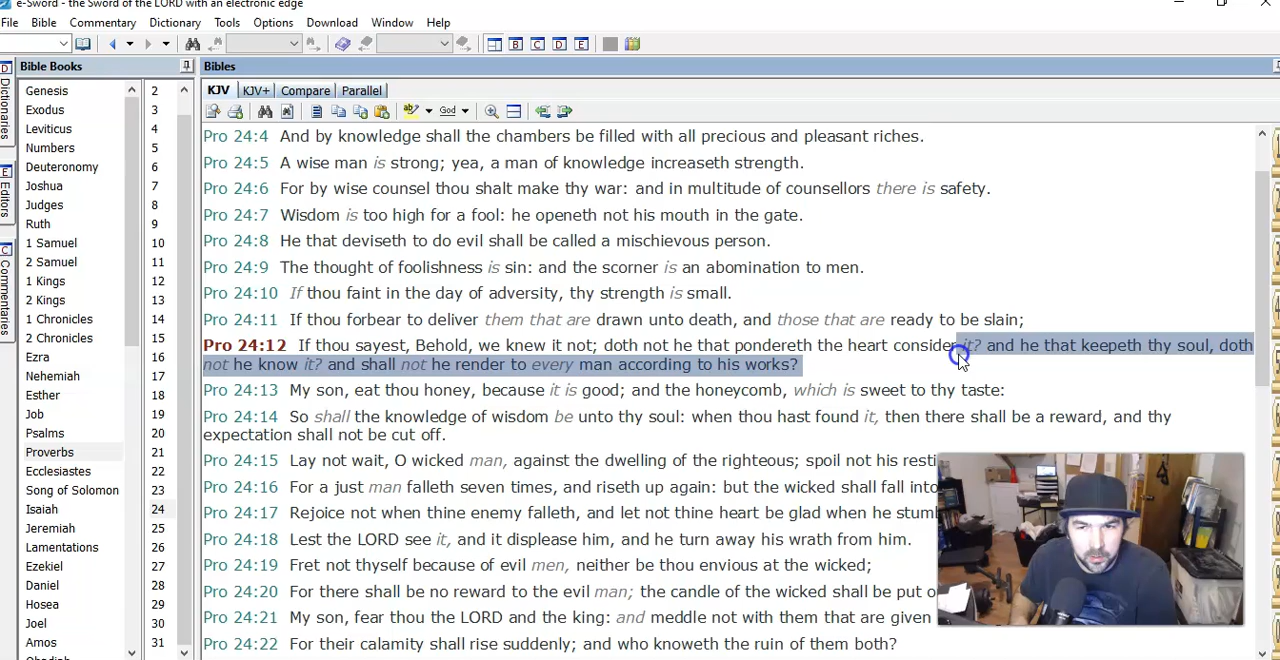 e-Sword - the Sword of the LORD with an electronic edge
File Bible Commentary Dictionary Tools Options Download Window Help
Bible Books
Bibles
KJV KJV+ Compare Parallel
God
D Dictionaries
E Editors
C Commentaries
Genesis 2
Exodus 3
Leviticus 4
Numbers 5
Deuteronomy 6
Joshua 7
Judges 8
Ruth 9
1 Samuel 10
2 Samuel 11
1 Kings 12
2 Kings 13
1 Chronicles 14
2 Chronicles 15
Ezra 16
Nehemiah 17
Esther 18
Job 19
Psalms 20
Proverbs 21
Ecclesiastes 22
Song of Solomon 23
Isaiah 24
Jeremiah 25
Lamentations 26
Ezekiel 27
Daniel 28
Hosea 29
Joel 30
Amos 31
Pro 24:4 And by knowledge shall the chambers be filled with all precious and pleasant riches.
Pro 24:5 A wise man is strong; yea, a man of knowledge increaseth strength.
Pro 24:6 For by wise counsel thou shalt make thy war: and in multitude of counsellors there is safety.
Pro 24:7 Wisdom is too high for a fool: he openeth not his mouth in the gate.
Pro 24:8 He that deviseth to do evil shall be called a mischievous person.
Pro 24:9 The thought of foolishness is sin: and the scorner is an abomination to men.
Pro 24:10 If thou faint in the day of adversity, thy strength is small.
Pro 24:11 If thou forbear to deliver them that are drawn unto death, and those that are ready to be slain;
Pro 24:12 If thou sayest, Behold, we knew it not; doth not he that pondereth the heart consider it? and he that keepeth thy soul, doth
not he know it? and shall not he render to every man according to his works?
Pro 24:13 My son, eat thou honey, because it is good; and the honeycomb, which is sweet to thy taste:
Pro 24:14 So shall the knowledge of wisdom be unto thy soul: when thou hast found it, then there shall be a reward, and thy
expectation shall not be cut off.
Pro 24:15 Lay not wait, O wicked man, against the dwelling of the righteous; spoil not his resti
Pro 24:16 For a just man falleth seven times, and riseth up again: but the wicked shall fall into
Pro 24:17 Rejoice not when thine enemy falleth, and let not thine heart be glad when he stum
Pro 24:18 Lest the LORD see it, and it displease him, and he turn away his wrath from him.
Pro 24:19 Fret not thyself because of evil men, neither be thou envious at the wicked;
Pro 24:20 For there shall be no reward to the evil man; the candle of the wicked shall be put o
Pro 24:21 My son, fear thou the LORD and the king: and meddle not with them that are given
Pro 24:22 For their calamity shall rise suddenly; and who knoweth the ruin of them both?